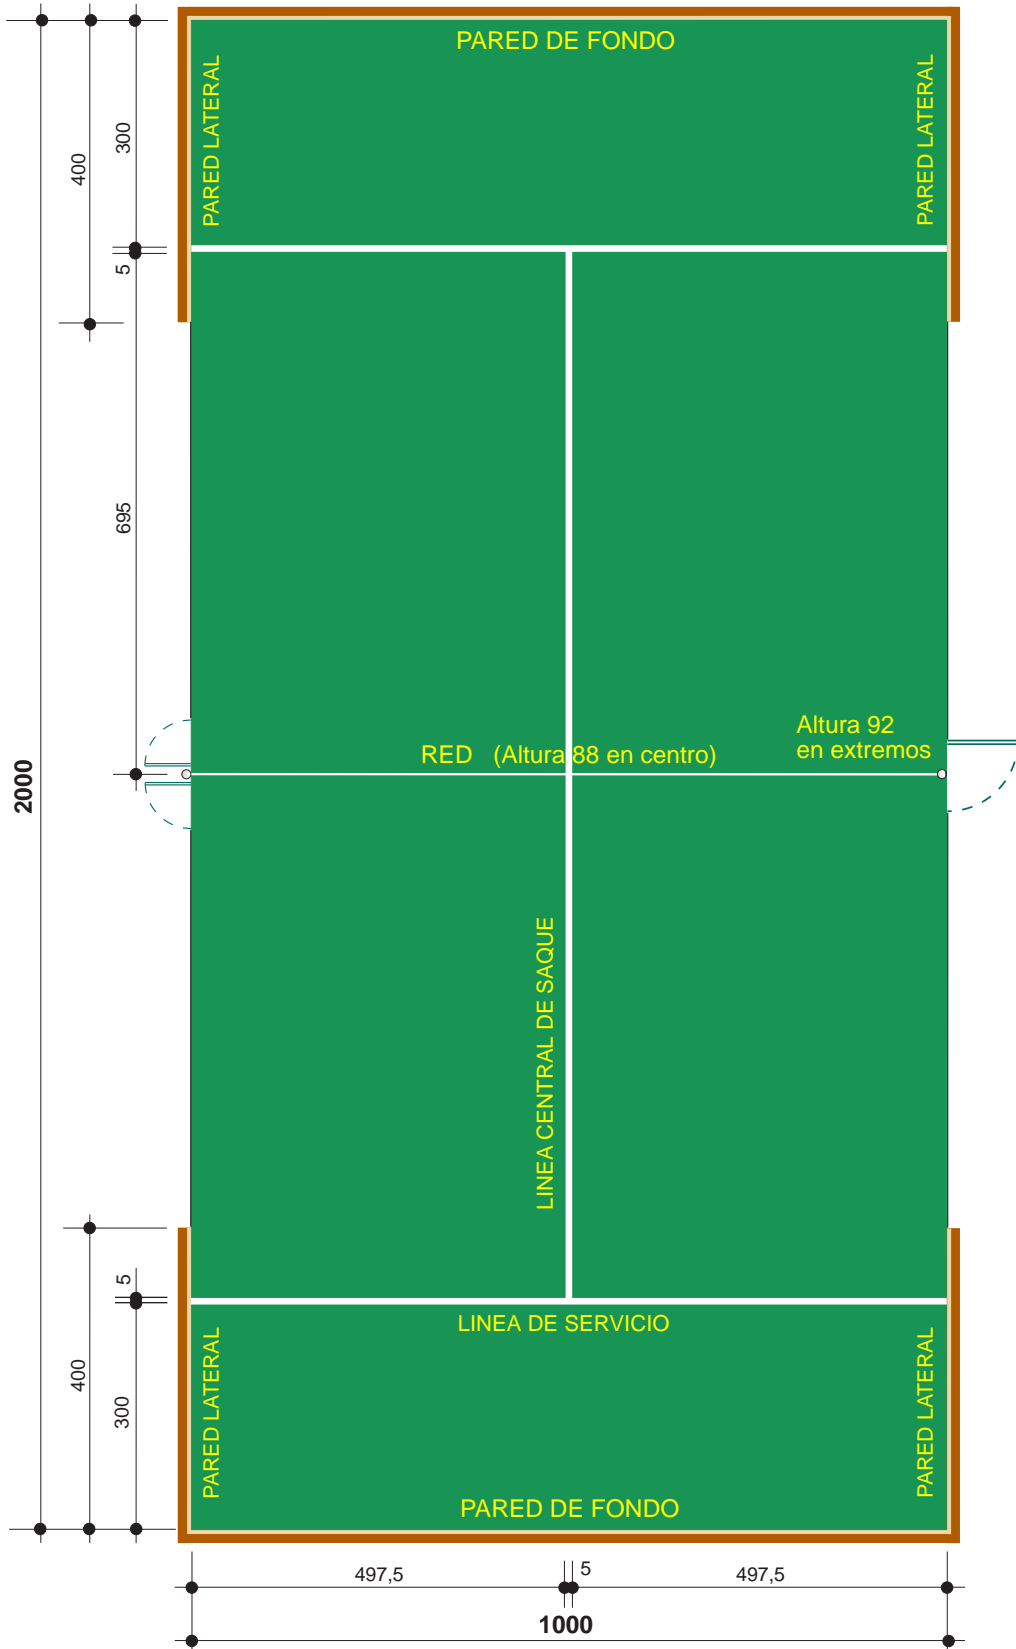 PARED DE FONDO
PARED LATERAL
PARED LATERAL
300
400
5
695
2000
RED (Altura 88 en centro)
Altura 92
en extremos
LINEA CENTRAL DE SAQUE
5
400
300
LINEA DE SERVICIO
PARED LATERAL
PARED LATERAL
PARED DE FONDO
497,5
5
497,5
1000